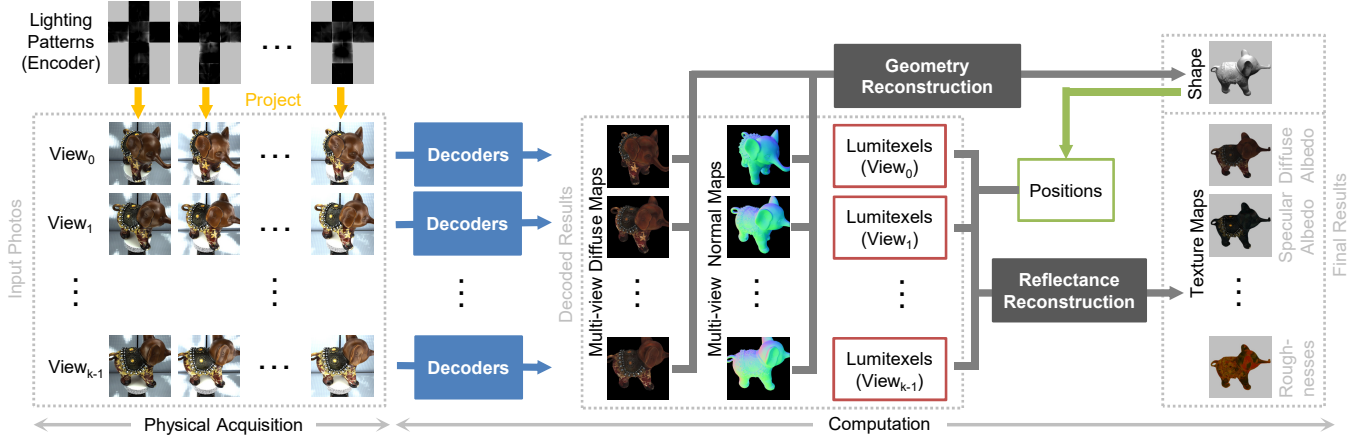 Lighting
Patterns
(Encoder)
Project
Input Photos
View0
View1
Viewk-1
Physical Acquisition
Decoders
Decoders
Decoders
Decoded Results
Multi-view Diffuse Maps
Multi-view Normal Maps
Lumitexels
(View0)
Lumitexels
(View1)
Lumitexels
(Viewk-1)
Geometry
Reconstruction
Positions
Reflectance
Reconstruction
Computation
Shape
Texture Maps
Diffuse
Albedo
Specular
Albedo
Rough-
nesses
Final Results